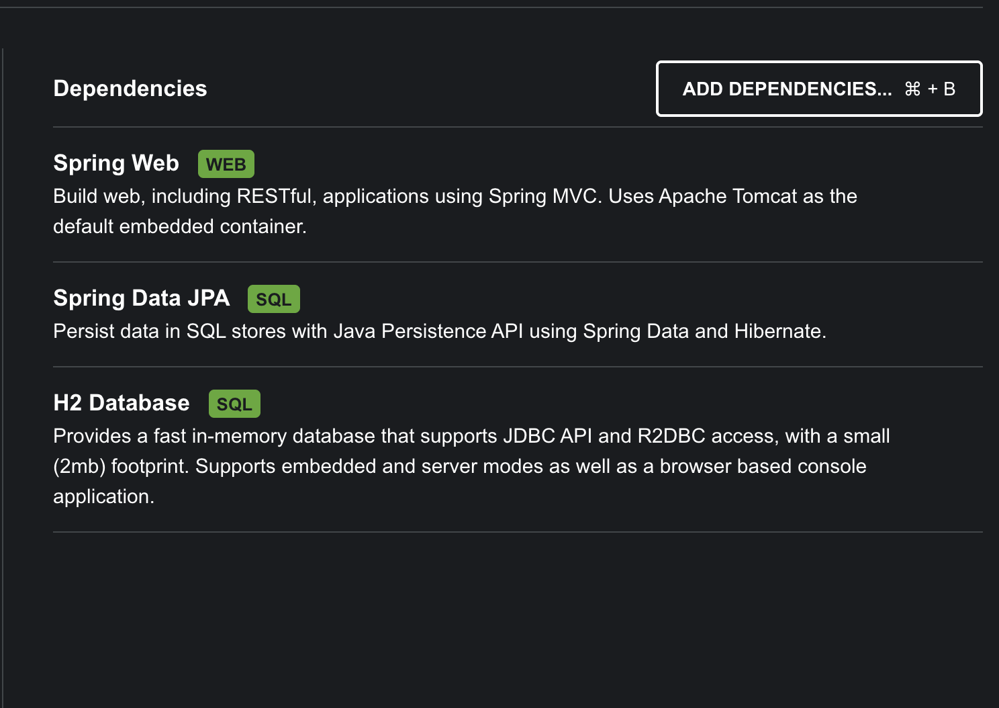 Dependencies
ADD DEPENDENCIES... ⌘ + B
Spring Web WEB
Build web, including RESTful, applications using Spring MVC. Uses Apache Tomcat as the
default embedded container.
Spring Data JPA SQL
Persist data in SQL stores with Java Persistence API using Spring Data and Hibernate.
H2 Database SQL
Provides a fast in-memory database that supports JDBC API and R2DBC access, with a small
(2mb) footprint. Supports embedded and server modes as well as a browser based console
application.